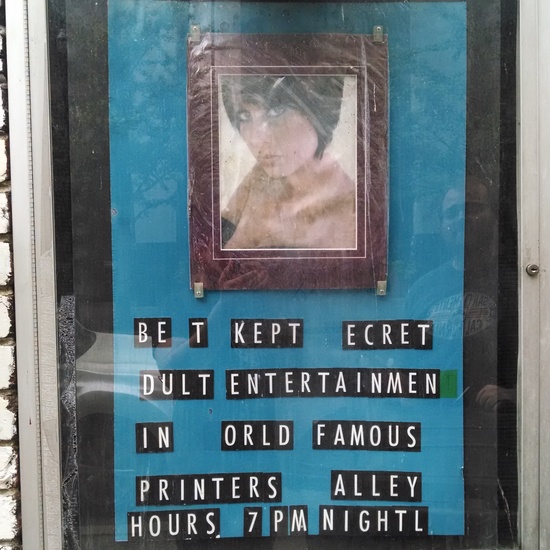 BE T KEPT ECRET
DULT ENTERTAINMEN
IN ORLD FAMOUS
PRINTERS ALLEY
HOURS 7 PM NIGHTL